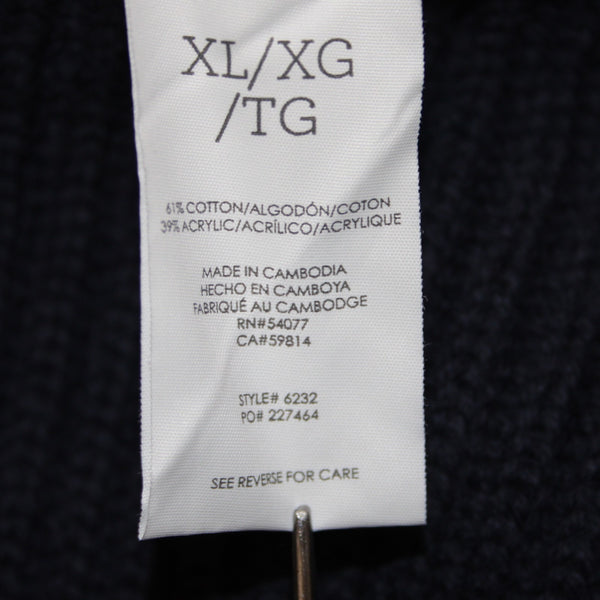 XL/XG
/TG
61% COTTON/ALGODÓN/COTON
39% ACRYLIC/ACRÍLICO/ACRYLIQUE
MADE IN CAMBODIA
HECHO EN CAMBOYA
FABRIQUÉ AU CAMBODGE
RN#54077
CA#59814
STYLE# 6232
PO# 227464
SEE REVERSE FOR CARE